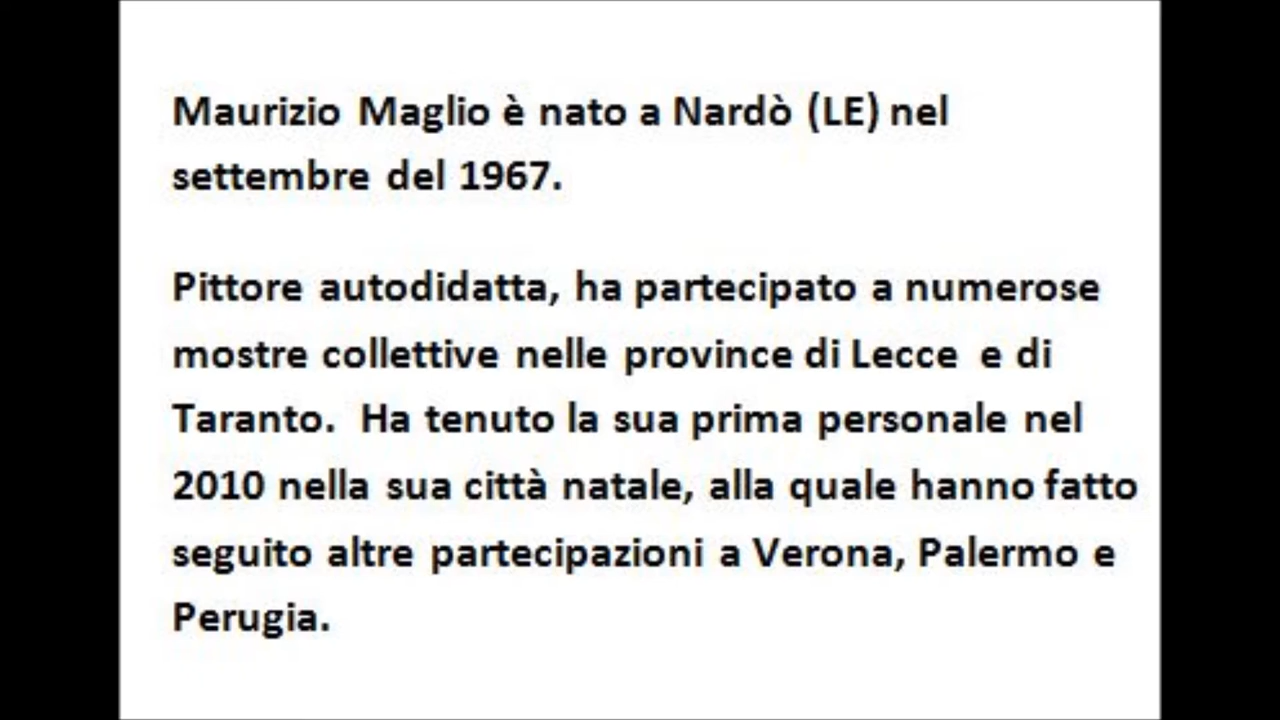 Maurizio Maglio è nato a Nardò (LE) nel
settembre del 1967.
Pittore autodidatta, ha partecipato a numerose
mostre collettive nelle province di Lecce e di
Taranto. Ha tenuto la sua prima personale nel
2010 nella sua città natale, alla quale hanno fatto
seguito altre partecipazioni a Verona, Palermo e
Perugia.